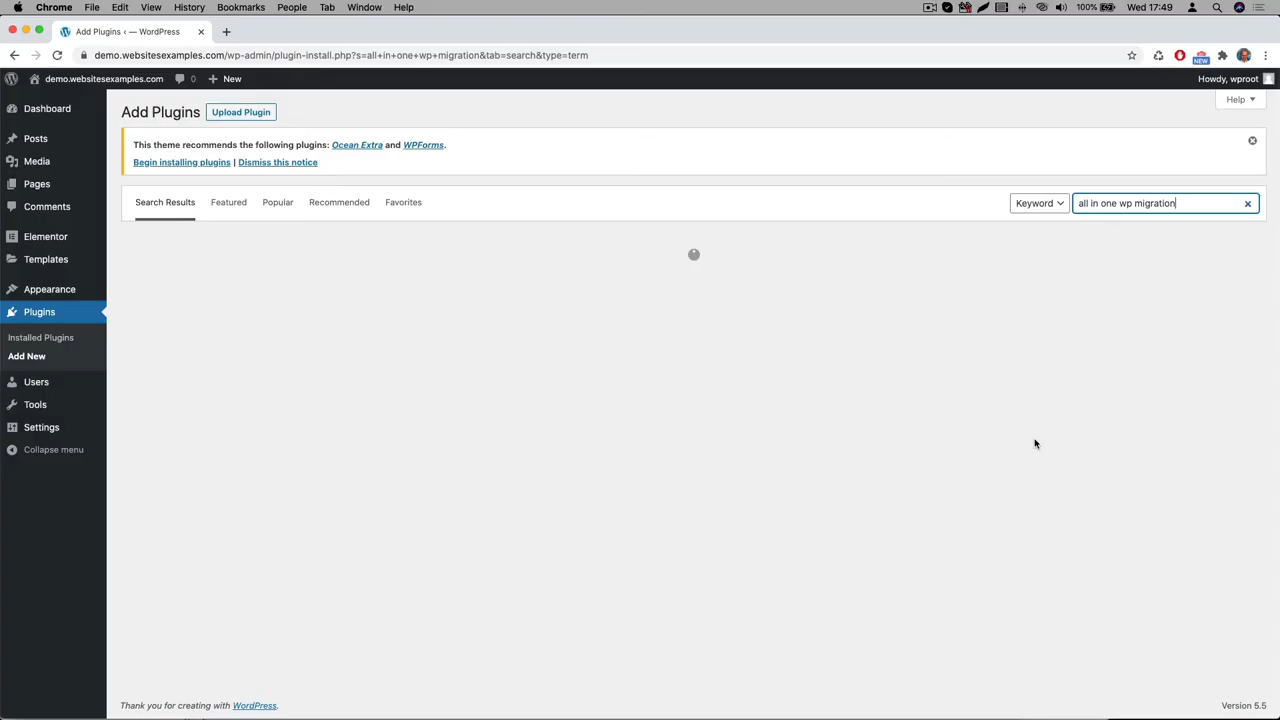 Chrome File Edit View History Bookmarks People Tab Window Help 100% Wed 17:49
Add Plugins ‹ — WordPress
demo.websitesexamples.com/wp-admin/plugin-install.php?s=all+in+one+wp+migration&tab=search&type=term
NEW
demo.websitesexamples.com 0 New Howdy, wproot
Help
Dashboard
Posts
Media
Pages
Comments
Elementor
Templates
Appearance
Plugins
Installed Plugins
Add New
Users
Tools
Settings
Collapse menu
Add Plugins Upload Plugin
This theme recommends the following plugins: Ocean Extra and WPForms.
Begin installing plugins | Dismiss this notice
Search Results Featured Popular Recommended Favorites Keyword all in one wp migration
Thank you for creating with WordPress. Version 5.5